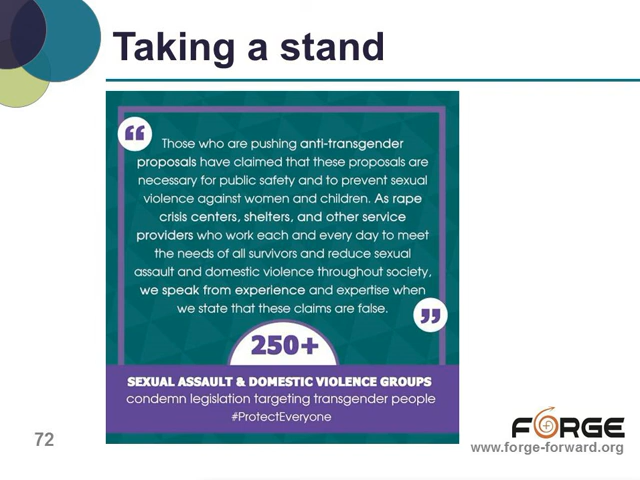 Taking a stand
“
Those who are pushing anti-transgender
proposals have claimed that these proposals are
necessary for public safety and to prevent sexual
violence against women and children. As rape
crisis centers, shelters, and other service
providers who work each and every day to meet
the needs of all survivors and reduce sexual
assault and domestic violence throughout society,
we speak from experience and expertise when
we state that these claims are false.
”
250+
SEXUAL ASSAULT & DOMESTIC VIOLENCE GROUPS
condemn legislation targeting transgender people
#ProtectEveryone
72
FORGE
www.forge-forward.org